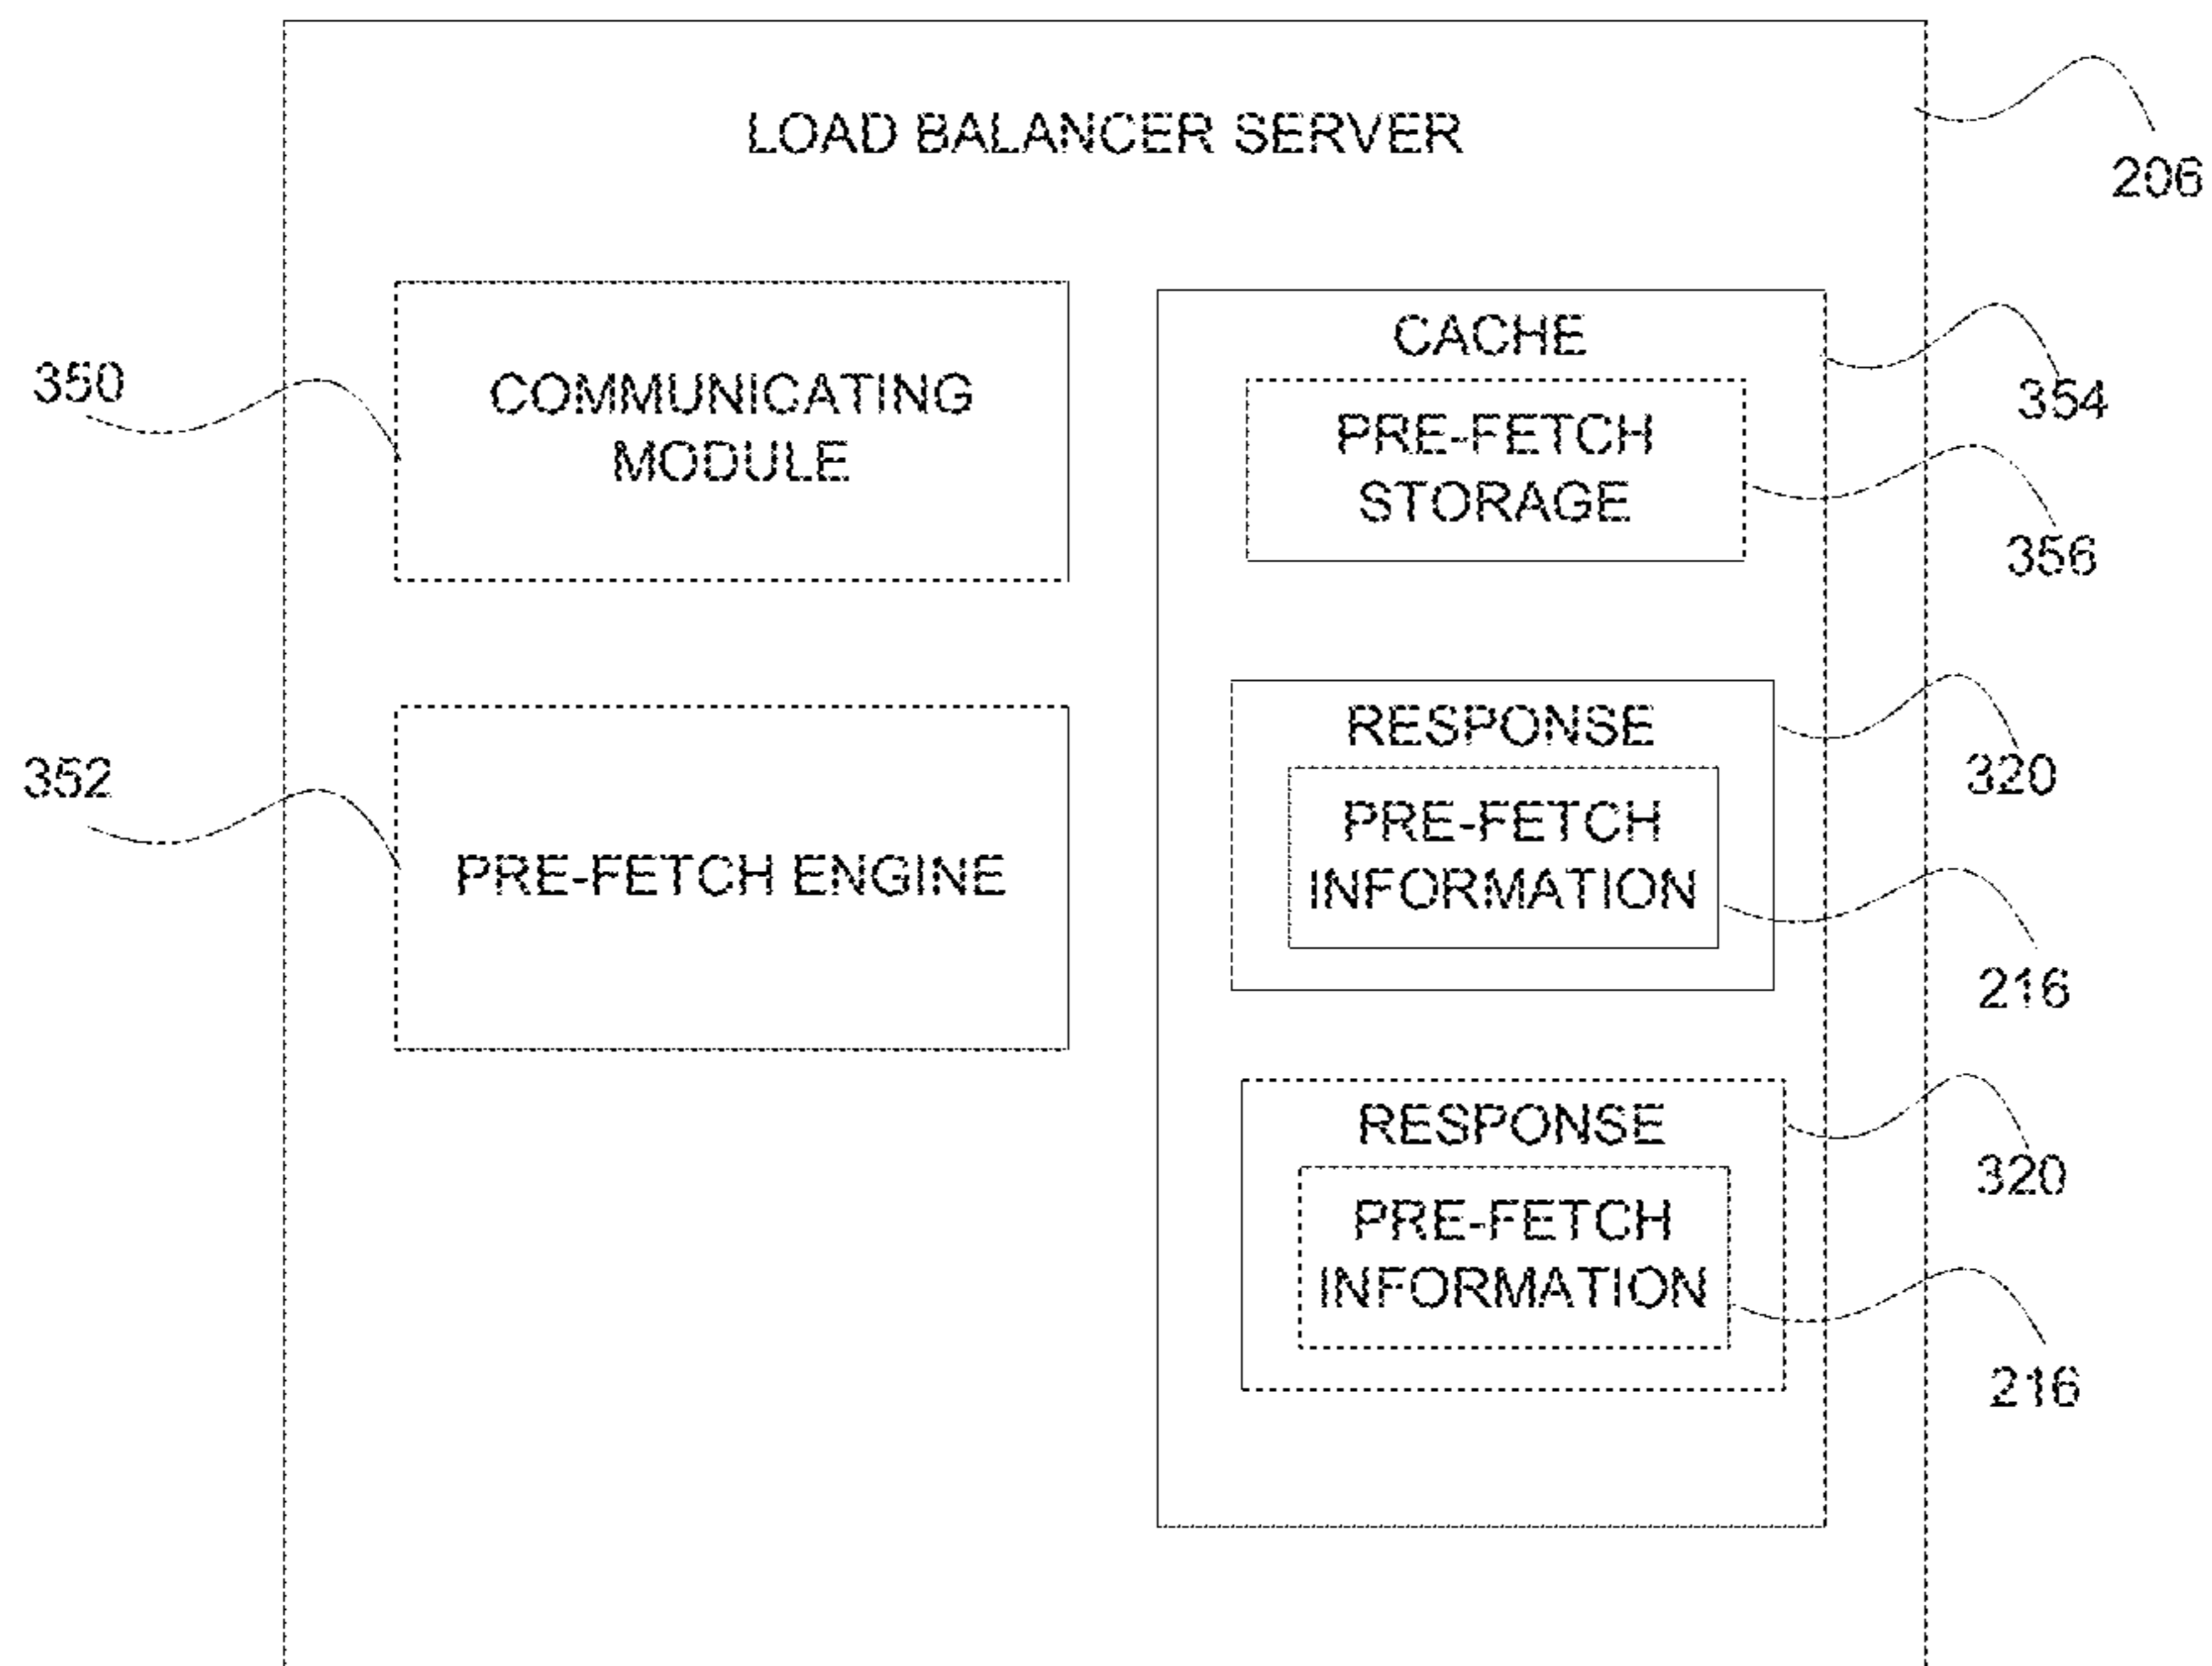 LOAD BALANCER SERVER
206
350
COMMUNICATING
MODULE
352
PRE-FETCH ENGINE
CACHE
354
PRE-FETCH
STORAGE
356
RESPONSE
320
PRE-FETCH
INFORMATION
216
RESPONSE
320
PRE-FETCH
INFORMATION
216